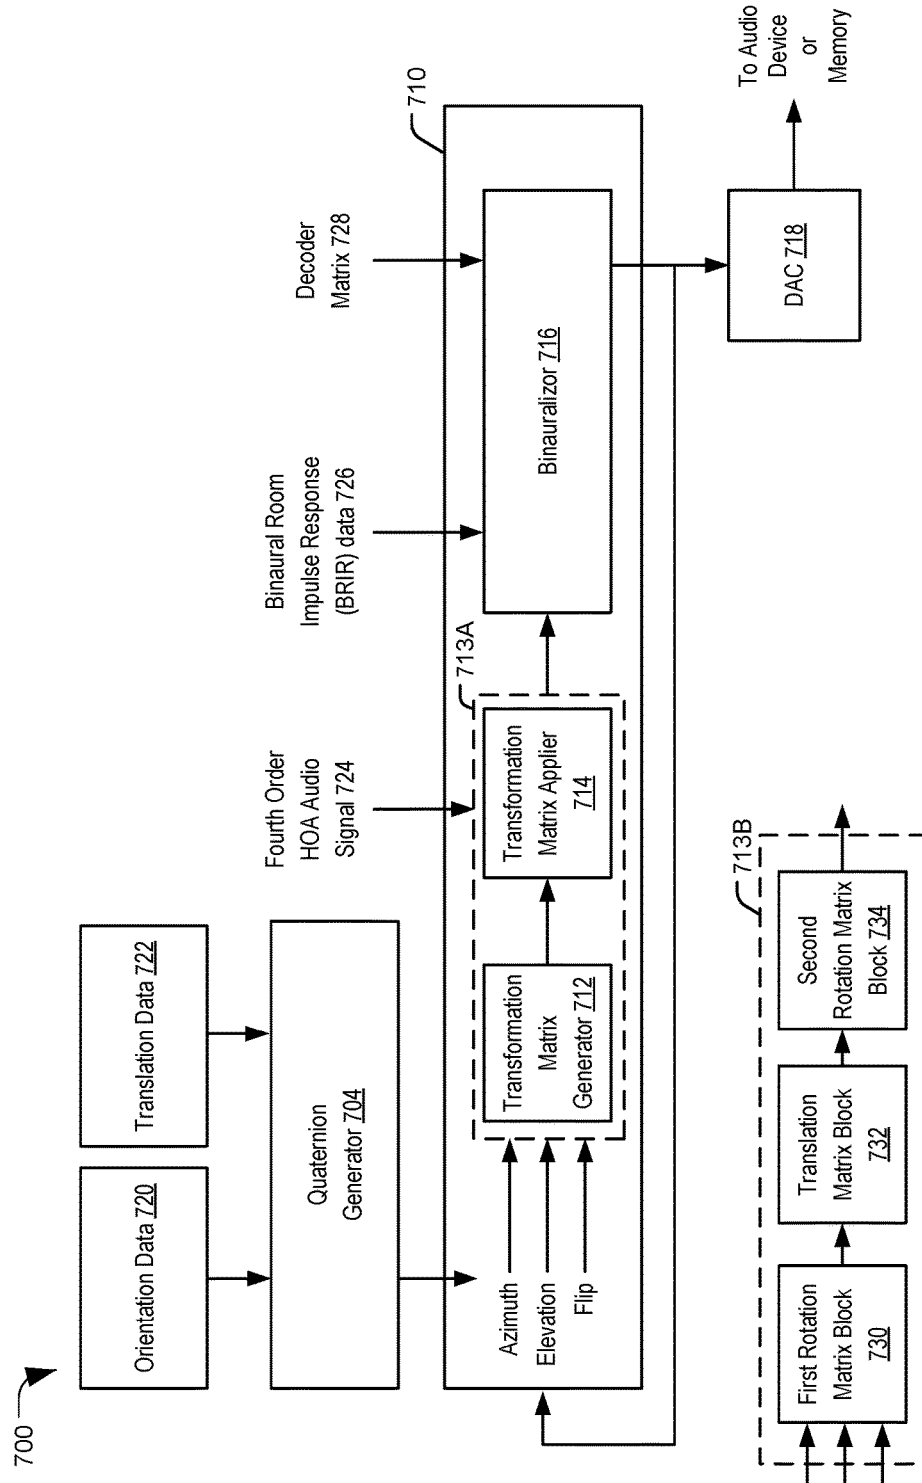 700
Orientation Data 720
Translation Data 722
Quaternion
Generator 704
Fourth Order
HOA Audio
Signal 724
Binaural Room
Impulse Response
(BRIR) data 726
Decoder
Matrix 728
710
Azimuth
Elevation
Flip
713A
Transformation
Matrix
Generator 712
Transformation
Matrix Applier
714
Binauralizor 716
DAC 718
To Audio
Device
or
Memory
713B
First Rotation
Matrix Block
730
Translation
Matrix Block
732
Second
Rotation Matrix
Block 734